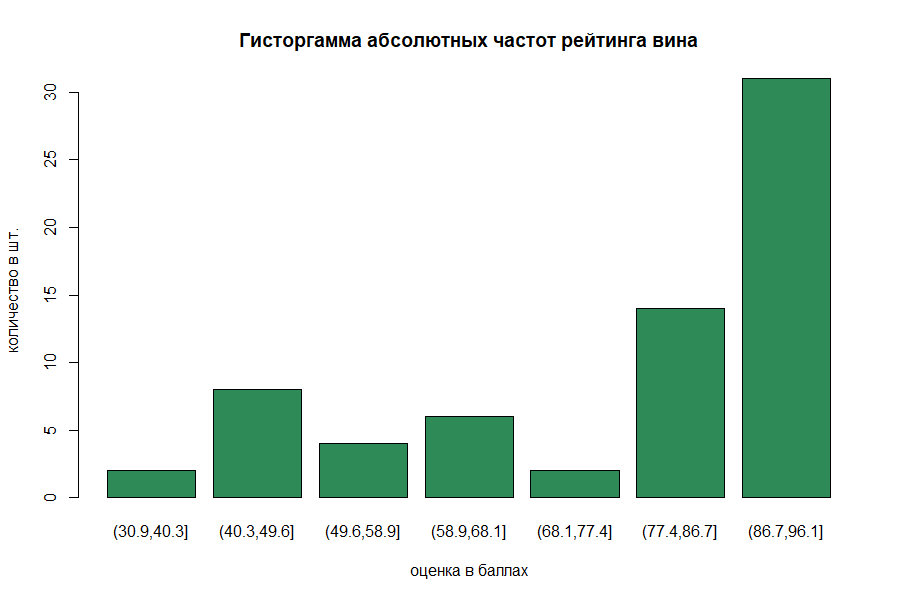 Гисторгамма абсолютных частот рейтинга вина
количество в шт.
30
25
20
15
10
5
0
(30.9,40.3] (40.3,49.6] (49.6,58.9] (58.9,68.1] (68.1,77.4] (77.4,86.7] (86.7,96.1]
оценка в баллах